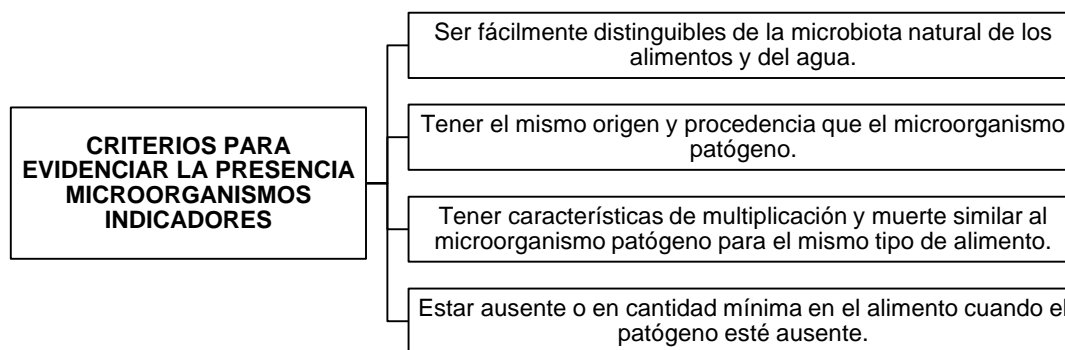 CRITERIOS PARA
EVIDENCIAR LA PRESENCIA
MICROORGANISMOS
INDICADORES
Ser fácilmente distinguibles de la microbiota natural de los
alimentos y del agua.
Tener el mismo origen y procedencia que el microorganismo
patógeno.
Tener características de multiplicación y muerte similar al
microorganismo patógeno para el mismo tipo de alimento.
Estar ausente o en cantidad mínima en el alimento cuando el
patógeno esté ausente.